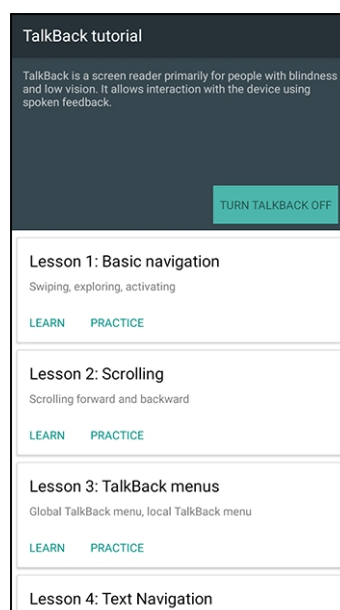 TalkBack tutorial
TalkBack is a screen reader primarily for people with blindness
and low vision. It allows interaction with the device using
spoken feedback.
TURN TALKBACK OFF
Lesson 1: Basic navigation
Swiping, exploring, activating
LEARN PRACTICE
Lesson 2: Scrolling
Scrolling forward and backward
LEARN PRACTICE
Lesson 3: TalkBack menus
Global TalkBack menu, local TalkBack menu
LEARN PRACTICE
Lesson 4: Text Navigation